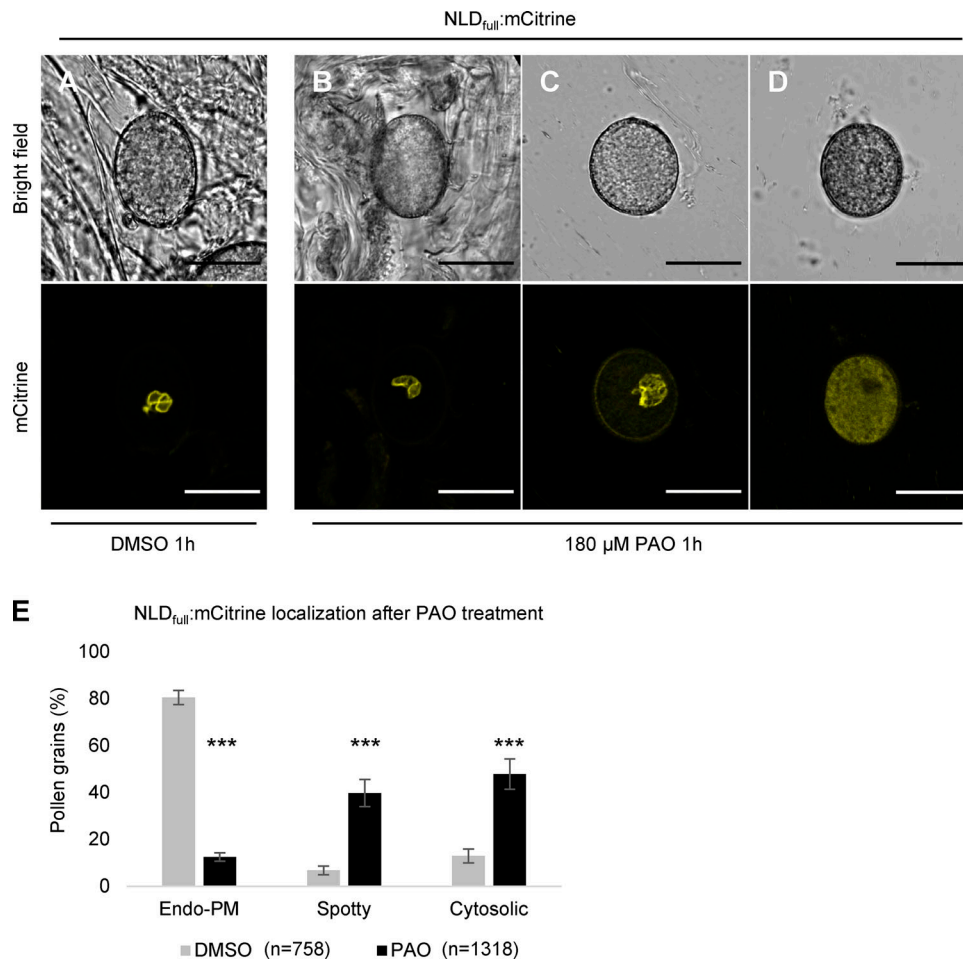 NLDfull:mCitrine
A B C D
Bright field
mCitrine
DMSO 1h
180 µM PAO 1h
E
NLDfull:mCitrine localization after PAO treatment
Pollen grains (%)
100
80
60
40
20
0
*** *** ***
Endo-PM Spotty Cytosolic
DMSO (n=758) PAO (n=1318)